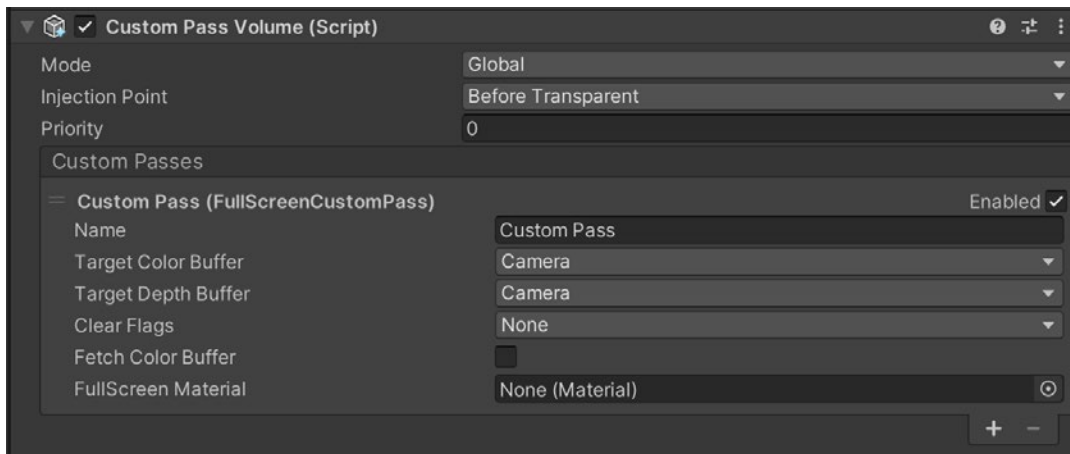 Custom Pass Volume (Script)
Mode Global
Injection Point Before Transparent
Priority 0
Custom Passes
Custom Pass (FullScreenCustomPass) Enabled
Name Custom Pass
Target Color Buffer Camera
Target Depth Buffer Camera
Clear Flags None
Fetch Color Buffer
FullScreen Material None (Material)